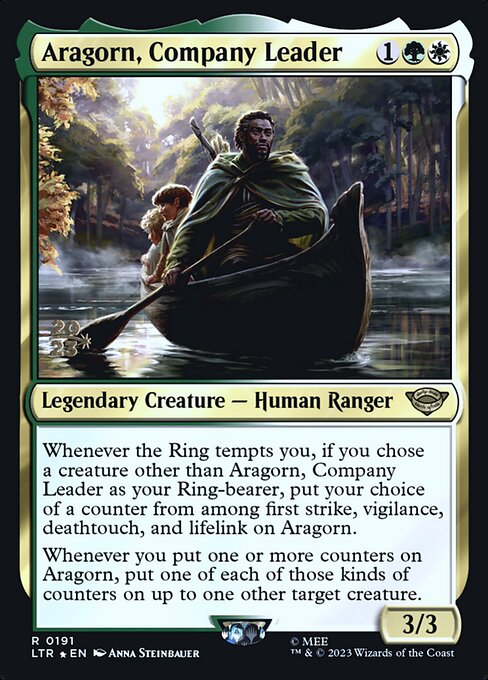 Aragorn, Company Leader 1
20
23
Legendary Creature — Human Ranger
Whenever the Ring tempts you, if you chose
a creature other than Aragorn, Company
Leader as your Ring-bearer, put your choice
of a counter from among first strike, vigilance,
deathtouch, and lifelink on Aragorn.
Whenever you put one or more counters on
Aragorn, put one of each of those kinds of
counters on up to one other target creature.
3/3
R 0191
LTR ★ EN Anna Steinbauer
© MEE
™ & © 2023 Wizards of the Coast